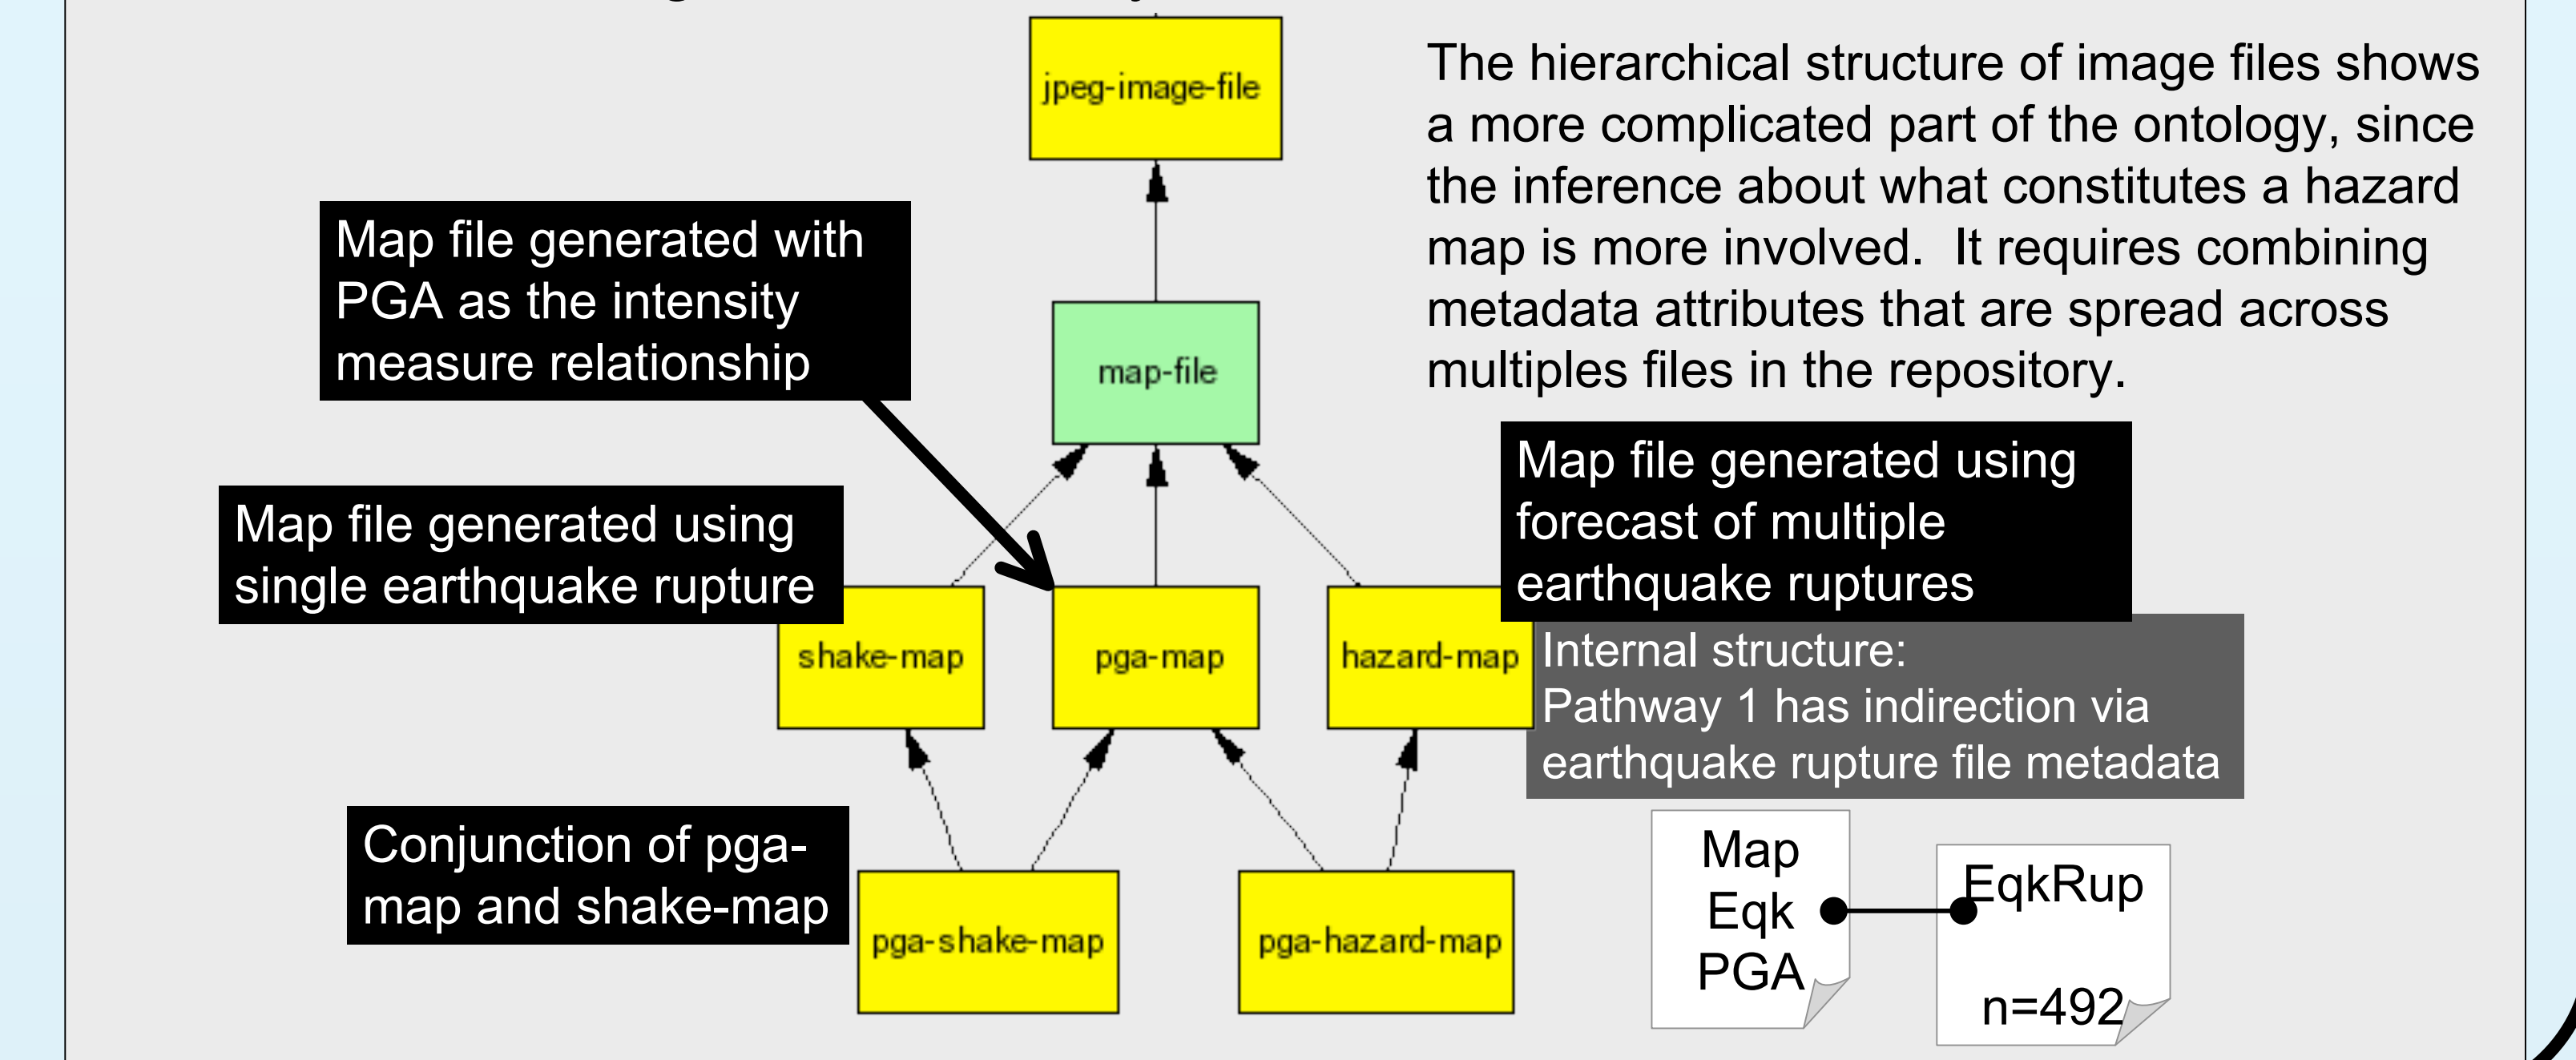 jpeg-image-file
The hierarchical structure of image files shows
a more complicated part of the ontology, since
the inference about what constitutes a hazard
map is more involved.  It requires combining
metadata attributes that are spread across
multiples files in the repository.
Map file generated with
PGA as the intensity
measure relationship
map-file
Map file generated using
single earthquake rupture
Map file generated using
forecast of multiple
earthquake ruptures
shake-map
pga-map
hazard-map
Internal structure:
Pathway 1 has indirection via
earthquake rupture file metadata
Conjunction of pga-
map and shake-map
pga-shake-map
pga-hazard-map
Map
Eqk
PGA
EqkRup
n=492